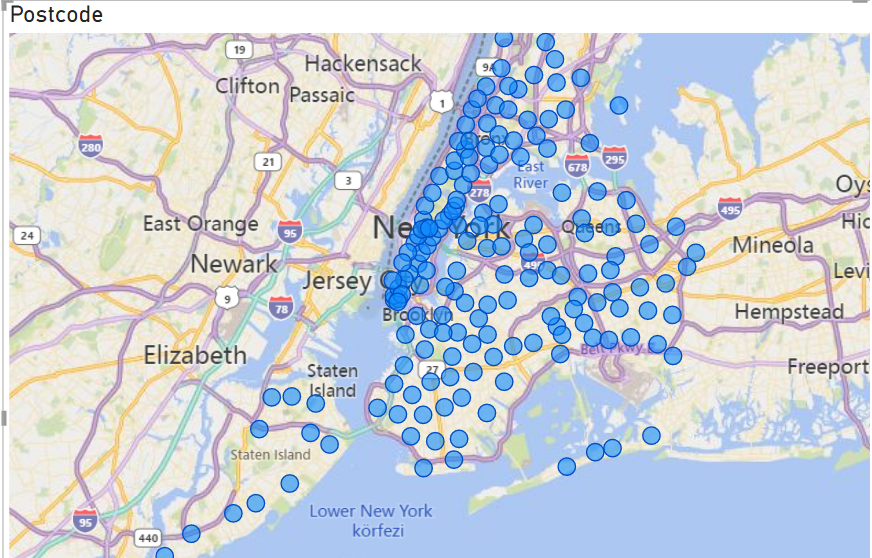 Postcode
19
Hackensack
9A
Clifton
Passaic
1
280
21
East
River
678
295
3
278
495
Oys
24
East Orange
95
New York
Queens
Hic
Mineola
Newark
Levi
Jersey
9
78
Brooklyn
Hempstead
Elizabeth
Belt Pkwy E
Staten
Island
27
Freeport
Staten Island
Lower New York
körfezi
95
440